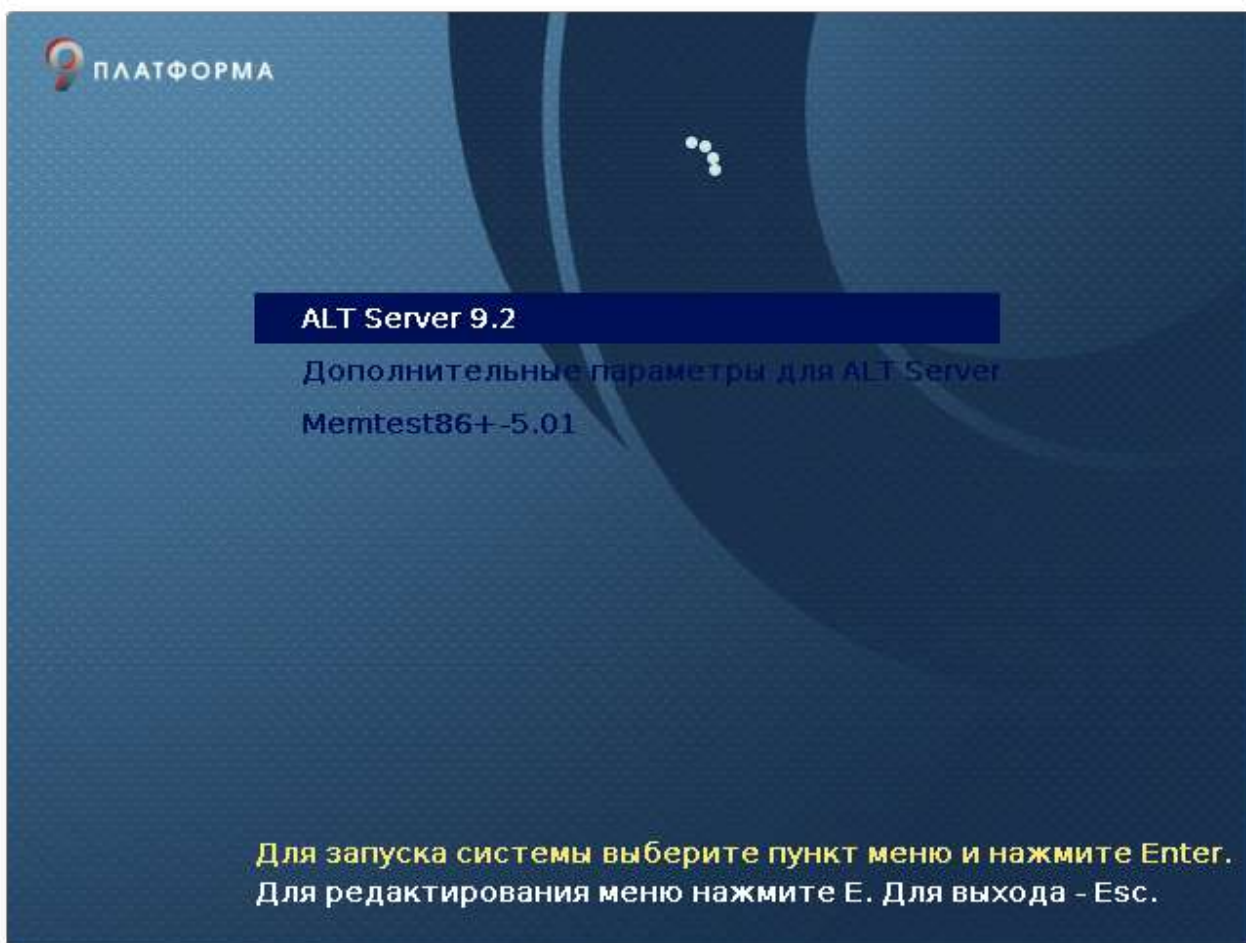 ПЛАТФОРМА
ALT Server 9.2
Дополнительные параметры для ALT Server
Memtest86+-5.01
Для запуска системы выберите пункт меню и нажмите Enter.
Для редактирования меню нажмите E. Для выхода - Esc.